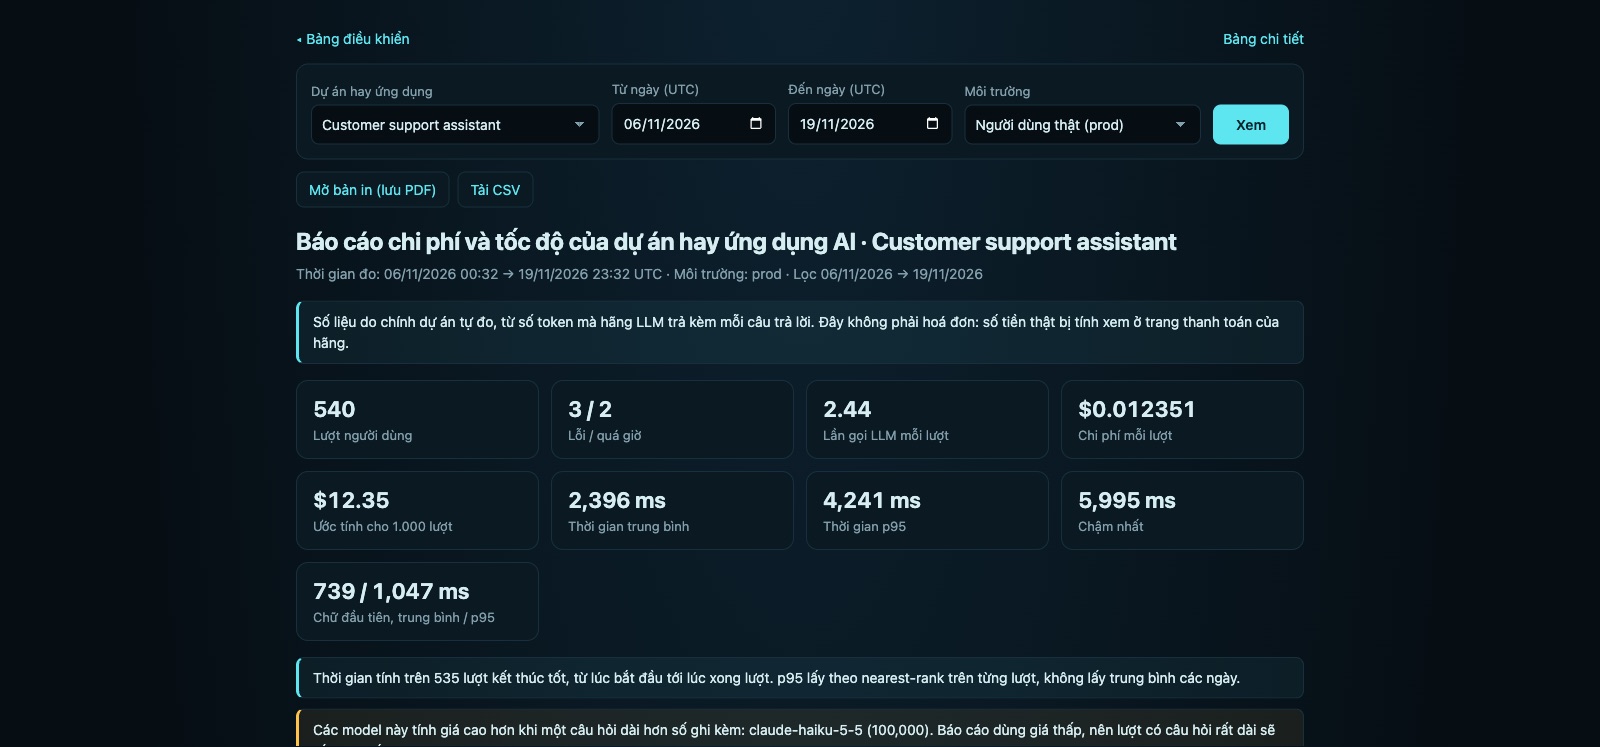 ◂ Bảng điều khiển
Bảng chi tiết
Dự án hay ứng dụng
Từ ngày (UTC)
Đến ngày (UTC)
Môi trường
Customer support assistant
06/11/2026
19/11/2026
Người dùng thật (prod)
Xem
Mở bản in (lưu PDF)
Tải CSV
Báo cáo chi phí và tốc độ của dự án hay ứng dụng AI · Customer support assistant
Thời gian đo: 06/11/2026 00:32 → 19/11/2026 23:32 UTC · Môi trường: prod · Lọc 06/11/2026 → 19/11/2026
Số liệu do chính dự án tự đo, từ số token mà hãng LLM trả kèm mỗi câu trả lời. Đây không phải hoá đơn: số tiền thật bị tính xem ở trang thanh toán của
hãng.
540
Lượt người dùng
3 / 2
Lỗi / quá giờ
2.44
Lần gọi LLM mỗi lượt
$0.012351
Chi phí mỗi lượt
$12.35
Ước tính cho 1.000 lượt
2,396 ms
Thời gian trung bình
4,241 ms
Thời gian p95
5,995 ms
Chậm nhất
739 / 1,047 ms
Chữ đầu tiên, trung bình / p95
Thời gian tính trên 535 lượt kết thúc tốt, từ lúc bắt đầu tới lúc xong lượt. p95 lấy theo nearest-rank trên từng lượt, không lấy trung bình các ngày.
Các model này tính giá cao hơn khi một câu hỏi dài hơn số ghi kèm: claude-haiku-5-5 (100,000). Báo cáo dùng giá thấp, nên lượt có câu hỏi rất dài sẽ